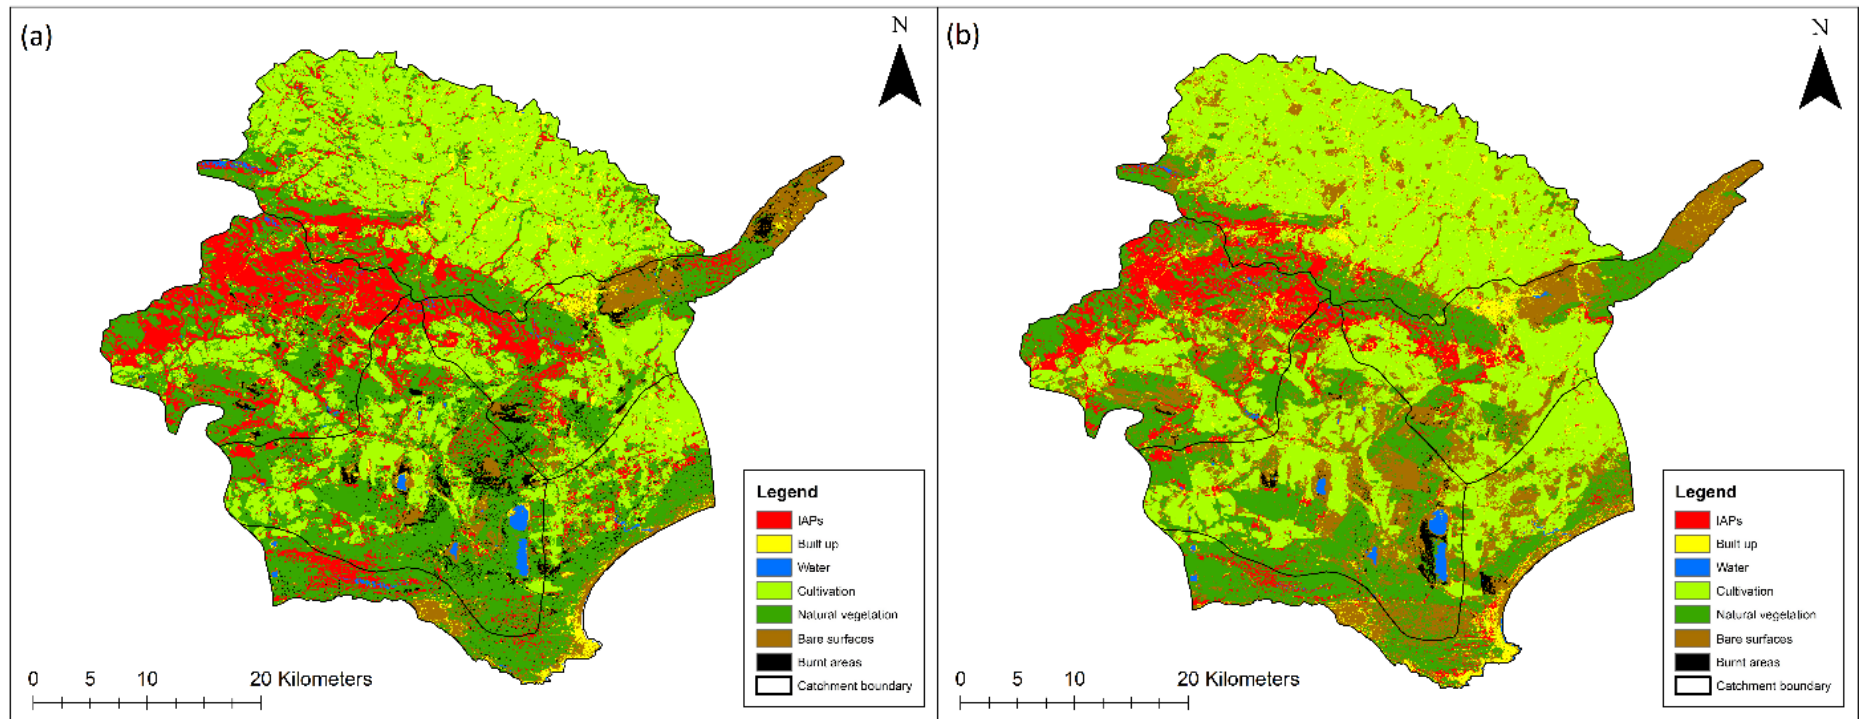 (a)
N
Legend
IAPs
Built up
Water
Cultivation
Natural vegetation
Bare surfaces
Burnt areas
Catchment boundary
0 5 10 20 Kilometers
(b)
N
Legend
IAPs
Built up
Water
Cultivation
Natural vegetation
Bare surfaces
Burnt areas
Catchment boundary
0 5 10 20 Kilometers